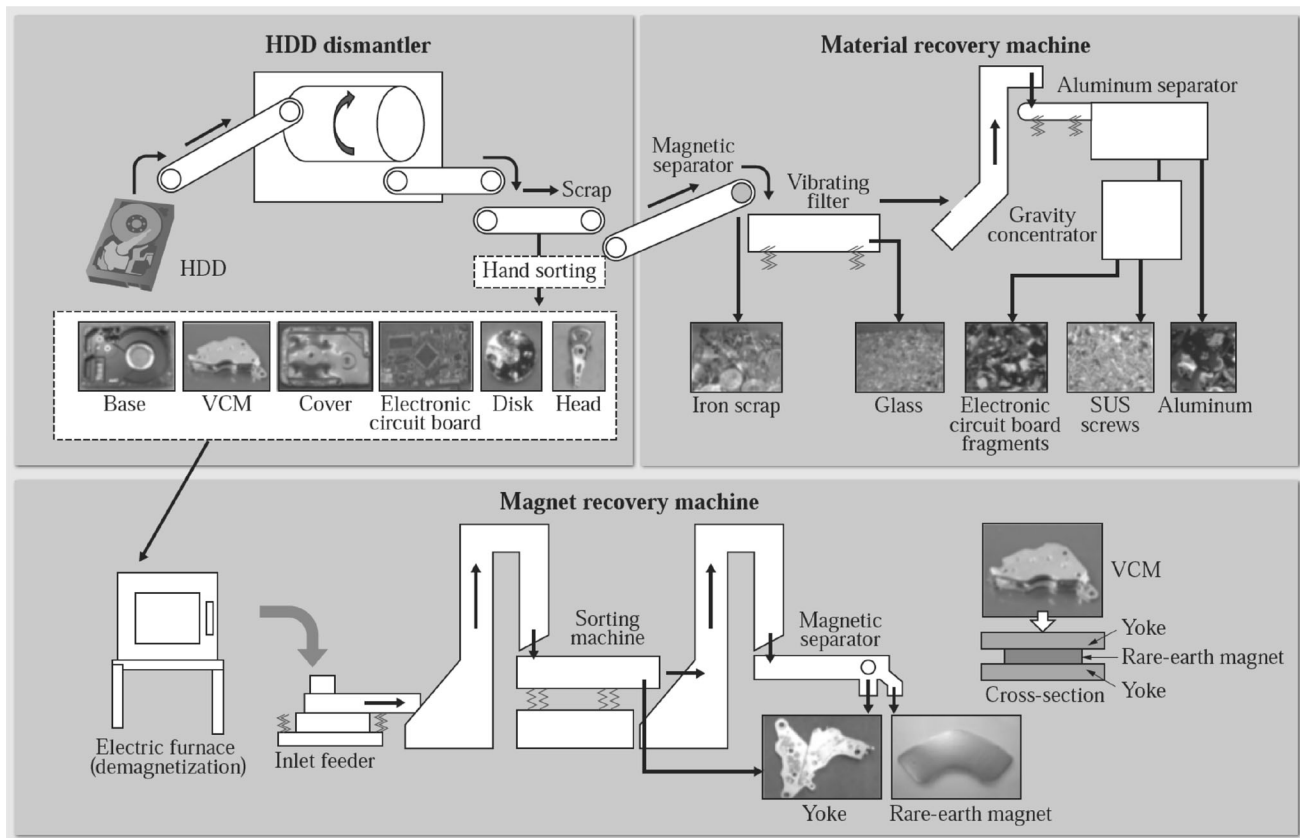 HDD dismantler
Scrap
HDD
Hand sorting
Base
VCM
Cover
Electronic
circuit board
Disk
Head
Material recovery machine
Aluminum separator
Magnetic
separator
Vibrating
filter
Gravity
concentrator
Iron scrap
Glass
Electronic
circuit board
fragments
SUS
screws
Aluminum
Magnet recovery machine
Electric furnace
(demagnetization)
Inlet feeder
Sorting
machine
Magnetic
separator
Yoke
Rare-earth magnet
VCM
Yoke
Rare-earth magnet
Yoke
Cross-section